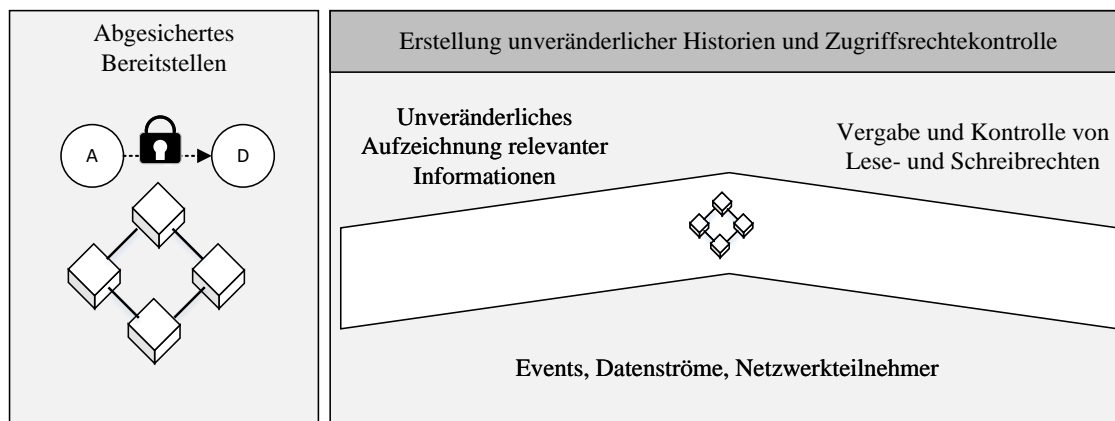 Abgesichertes
Bereitstellen
A
D
Erstellung unveränderlicher Historien und Zugriffsrechtekontrolle
Unveränderliches
Aufzeichnung relevanter
Informationen
Vergabe und Kontrolle von
Lese- und Schreibrechten
Events, Datenströme, Netzwerkteilnehmer